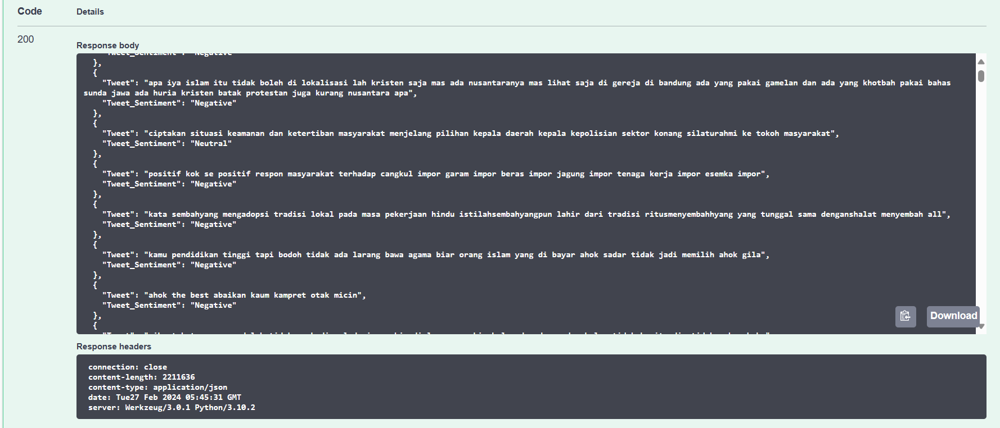 Code Details
200
Response body
"Tweet_Sentiment": "Negative"
},
{
"Tweet": "apa iya islam itu tidak boleh di lokalisasi lah kristen saja mas ada nusantaranya mas lihat saja di gereja di bandung ada yang pakai gamelan dan ada yang khotbah pakai bahas
sunda jawa ada huria kristen batak protestan juga kurang nusantara apa",
"Tweet_Sentiment": "Negative"
},
{
"Tweet": "ciptakan situasi keamanan dan ketertiban masyarakat menjelang pilihan kepala daerah kepala kepolisian sektor konang silaturahmi ke tokoh masyarakat",
"Tweet_Sentiment": "Neutral"
},
{
"Tweet": "positif kok se positif respon masyarakat terhadap cangkul impor garam impor beras impor jagung impor tenaga kerja impor esemka impor",
"Tweet_Sentiment": "Negative"
},
{
"Tweet": "kata sembahyang mengadopsi tradisi lokal pada masa pekerjaan hindu istilahsembahyangpun lahir dari tradisi ritusmenyembahhyang yang tunggal sama denganshalat menyembah all",
"Tweet_Sentiment": "Negative"
},
{
"Tweet": "kamu pendidikan tinggi tapi bodoh tidak ada larang bawa agama biar orang islam yang di bayar ahok sadar tidak jadi memilih ahok gila",
"Tweet_Sentiment": "Negative"
},
{
"Tweet": "ahok the best abaikan kaum kampret otak micin",
"Tweet_Sentiment": "Negative"
},
{
Download
Response headers
connection: close
content-length: 2211636
content-type: application/json
date: Tue27 Feb 2024 05:45:31 GMT
server: Werkzeug/3.0.1 Python/3.10.2